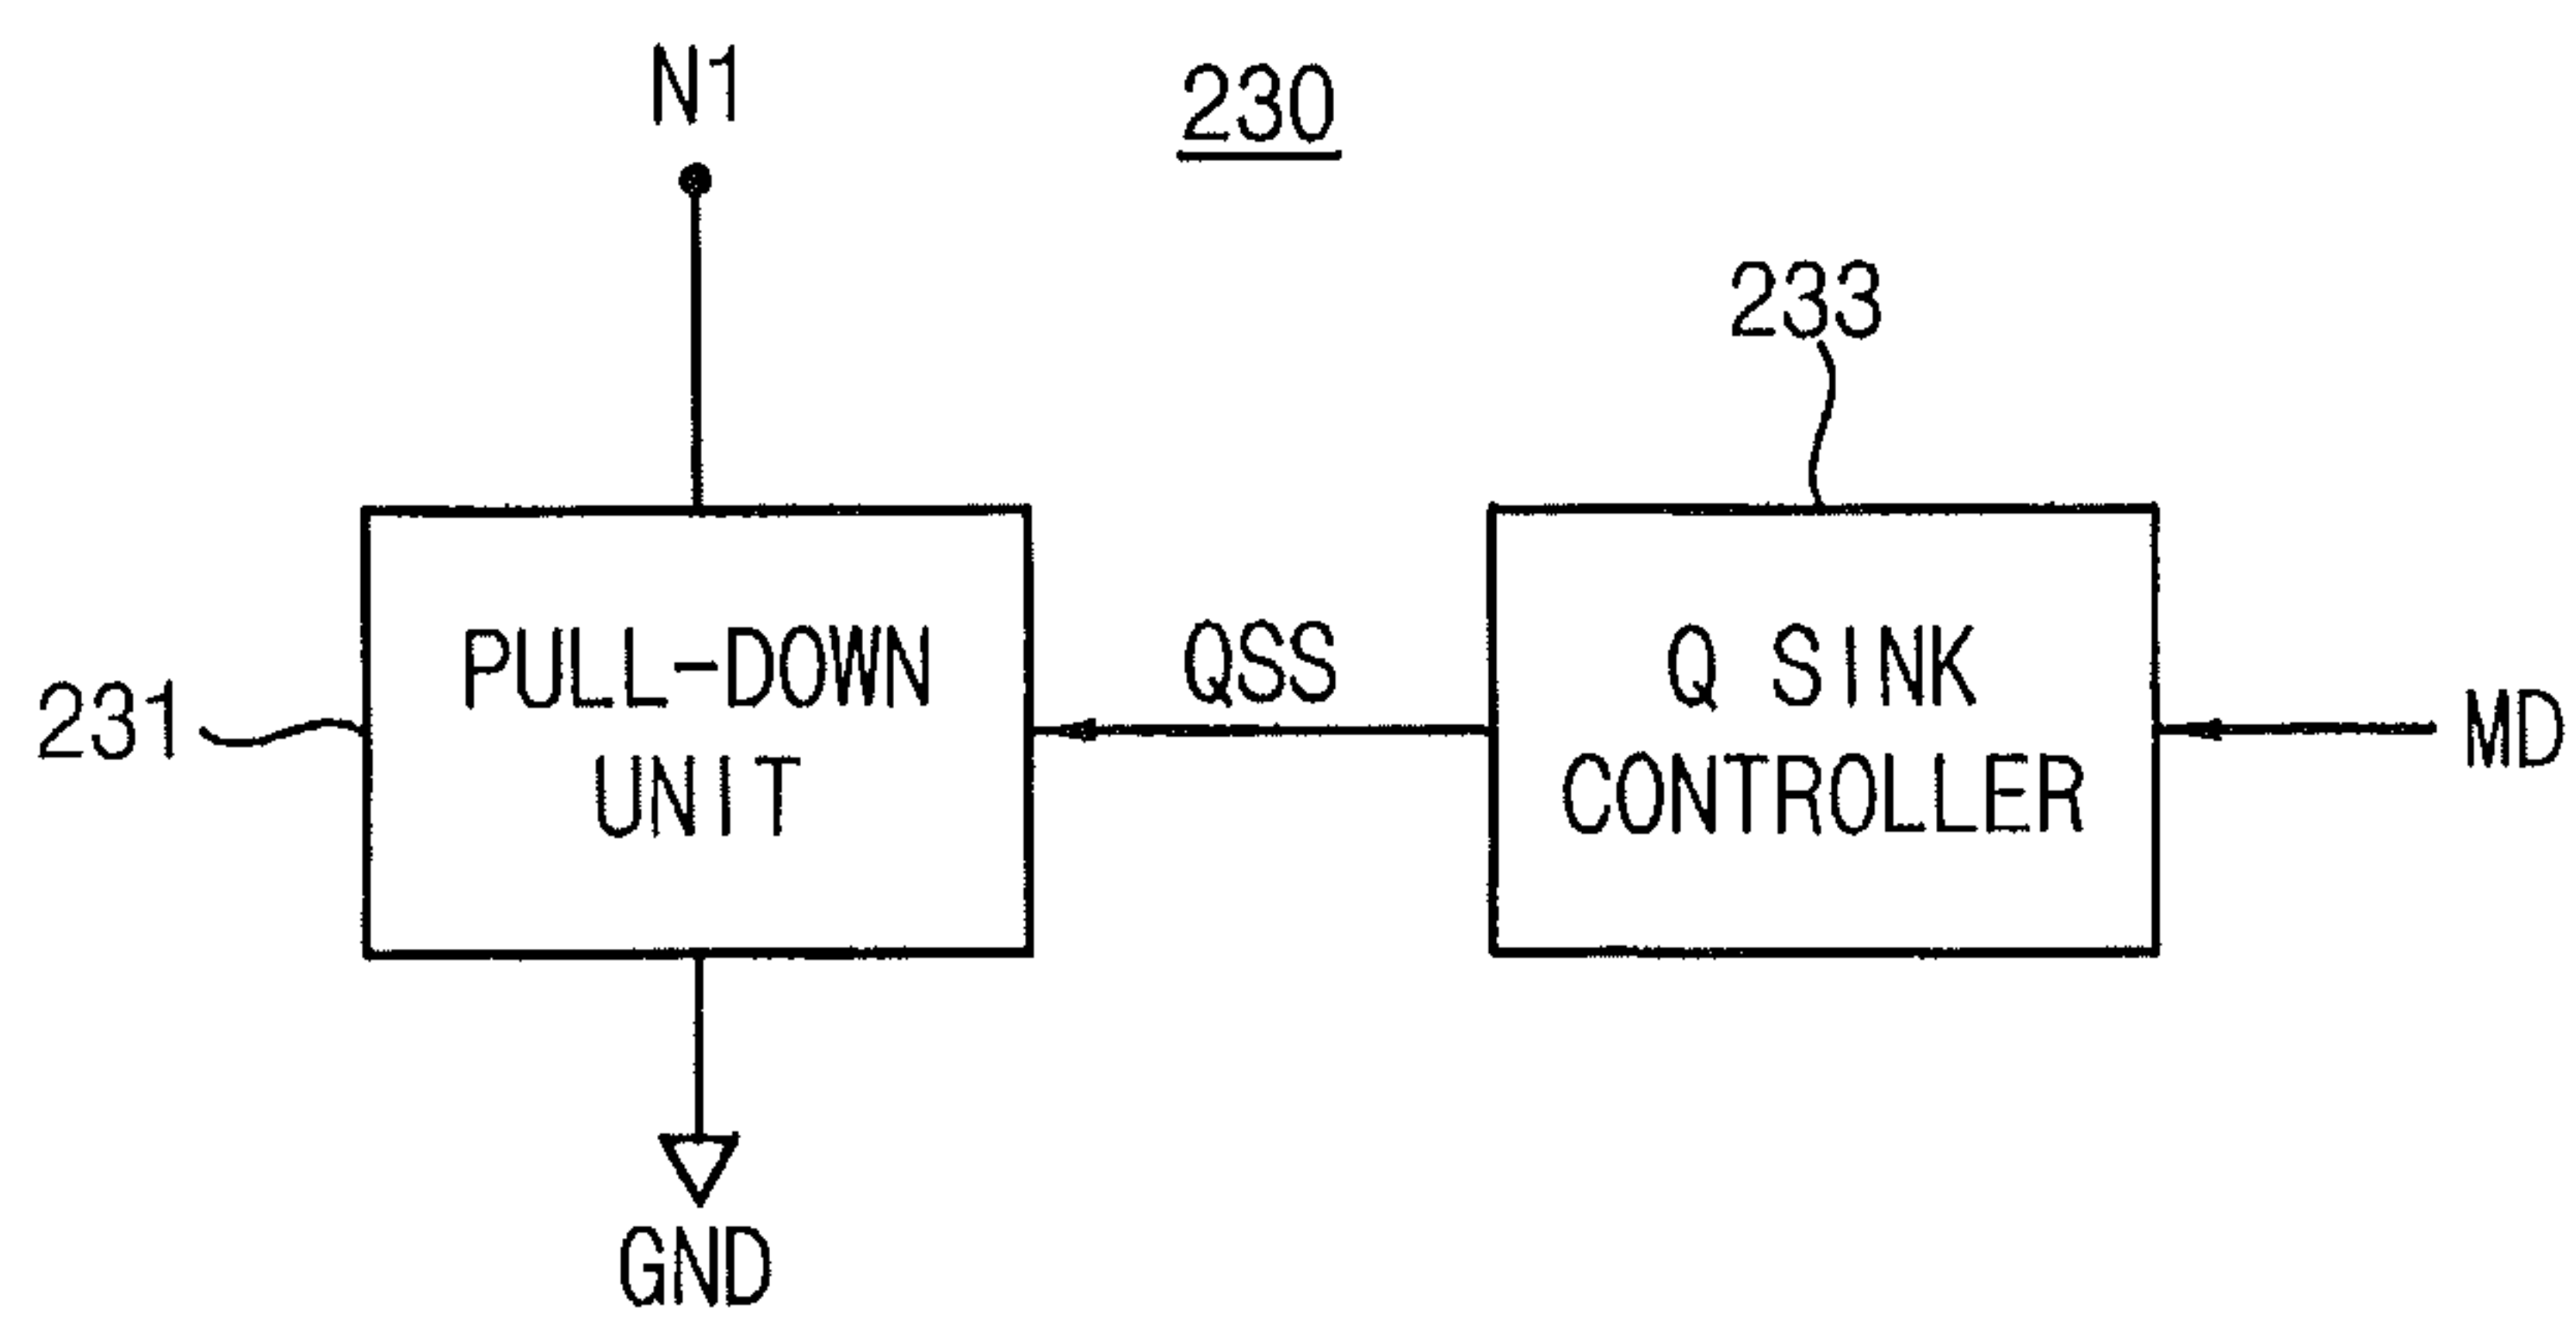 N1
230
233
PULL-DOWN
UNIT
231
QSS
Q SINK
CONTROLLER
MD
GND